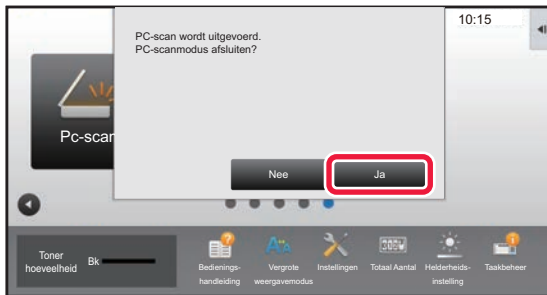 10:15
PC-scan wordt uitgevoerd.
PC-scanmodus afsluiten?
Pc-scan
Nee
Ja
Toner
hoeveelheid
Bk
Bedienings-
handleiding
Vergrote
weergavemodus
Instellingen
Totaal Aantal
Helderheids-
instelling
Taakbeheer